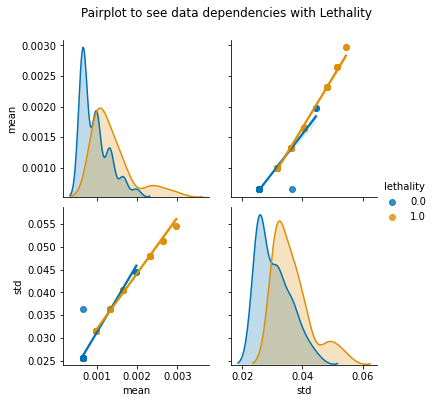 Pairplot to see data dependencies with Lethality
0.0030
0.0025
0.0020
0.0015
0.0010
mean
lethality
0.0
1.0
0.055
0.050
0.045
0.040
0.035
0.030
0.025
std
0.001 0.002 0.003
mean
0.02 0.04 0.06
std